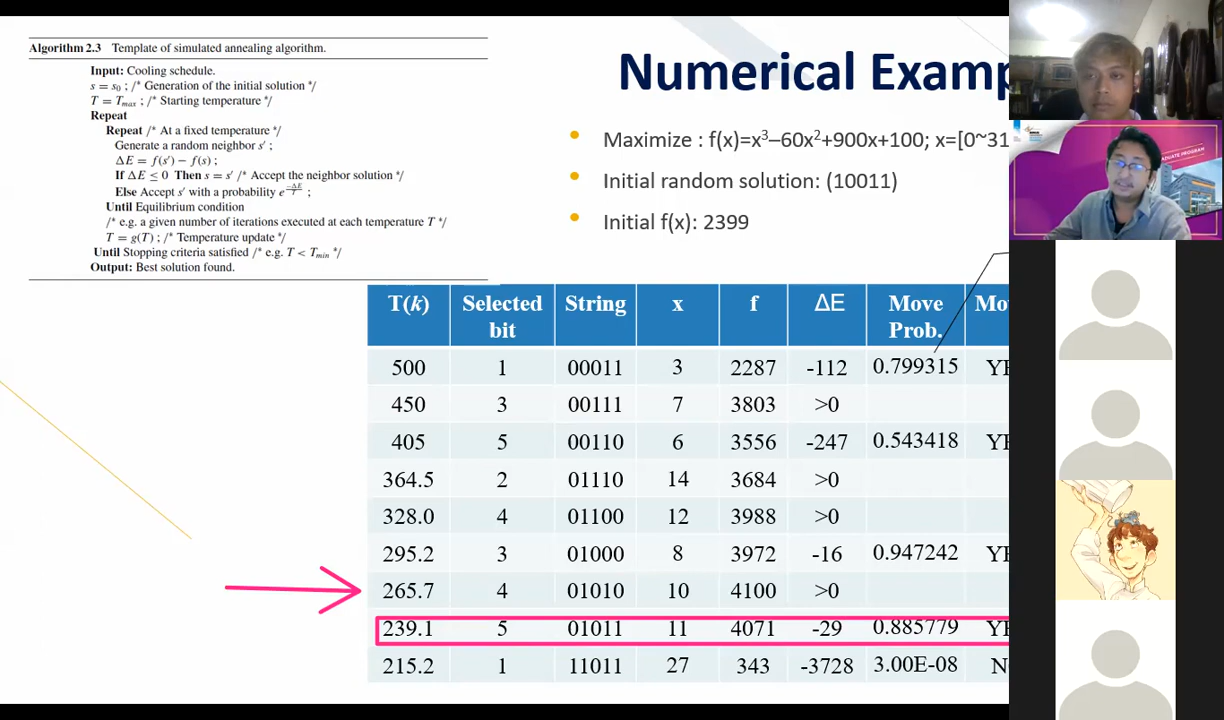 Algorithm 2.3 Template of simulated annealing algorithm.
Input: Cooling schedule.
s = s₀ ; /* Generation of the initial solution */
T = Tₘₐₓ ; /* Starting temperature */
Repeat
Repeat /* At a fixed temperature */
Generate a random neighbor s′ ;
ΔE = f(s′) − f(s) ;
If ΔE ≤ 0 Then s = s′ /* Accept the neighbor solution */
Else Accept s′ with a probability e^(−ΔE/T) ;
Until Equilibrium condition
/* e.g. a given number of iterations executed at each temperature T */
T = g(T) ; /* Temperature update */
Until Stopping criteria satisfied /* e.g. T < Tₘᵢₙ */
Output: Best solution found.
Numerical Examp
Maximize : f(x)=x³–60x²+900x+100; x=[0~31
Initial random solution: (10011)
Initial f(x): 2399
T(k) Selected bit String x f ΔE Move Prob. Mo
500 1 00011 3 2287 -112 0.799315 YE
450 3 00111 7 3803 >0
405 5 00110 6 3556 -247 0.543418 YE
364.5 2 01110 14 3684 >0
328.0 4 01100 12 3988 >0
295.2 3 01000 8 3972 -16 0.947242 YE
265.7 4 01010 10 4100 >0
239.1 5 01011 11 4071 -29 0.885779 YE
215.2 1 11011 27 343 -3728 3.00E-08 N